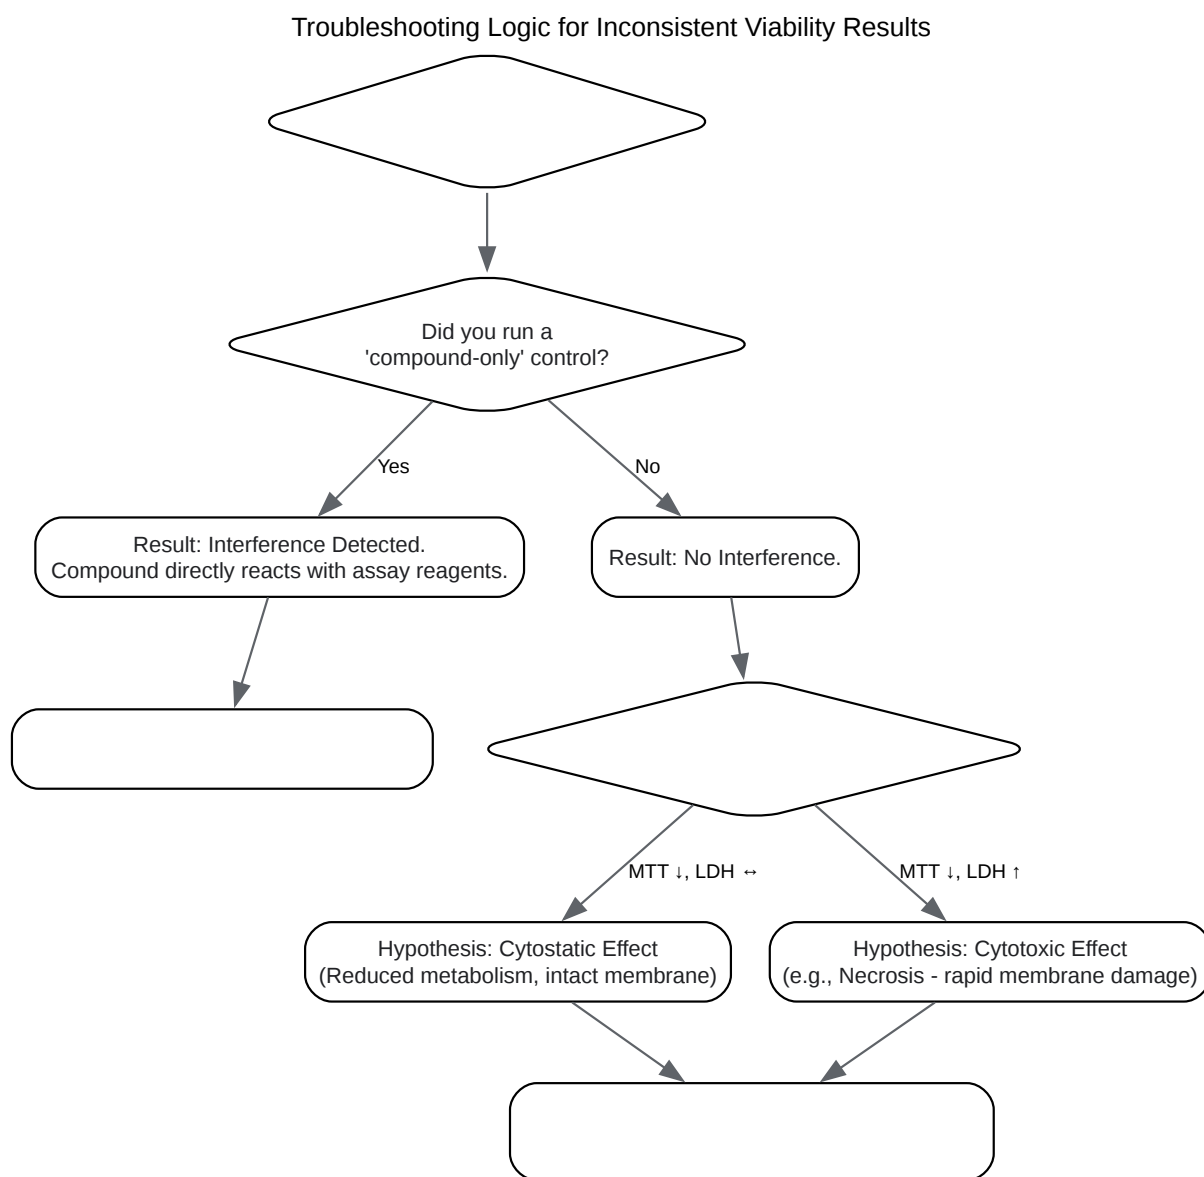 Troubleshooting Logic for Inconsistent Viability Results
Did you run a
'compound-only' control?
Yes
No
Result: Interference Detected.
Compound directly reacts with assay reagents.
Result: No Interference.
MTT ↓, LDH ↔
MTT ↓, LDH ↑
Hypothesis: Cytostatic Effect
(Reduced metabolism, intact membrane)
Hypothesis: Cytotoxic Effect
(e.g., Necrosis - rapid membrane damage)